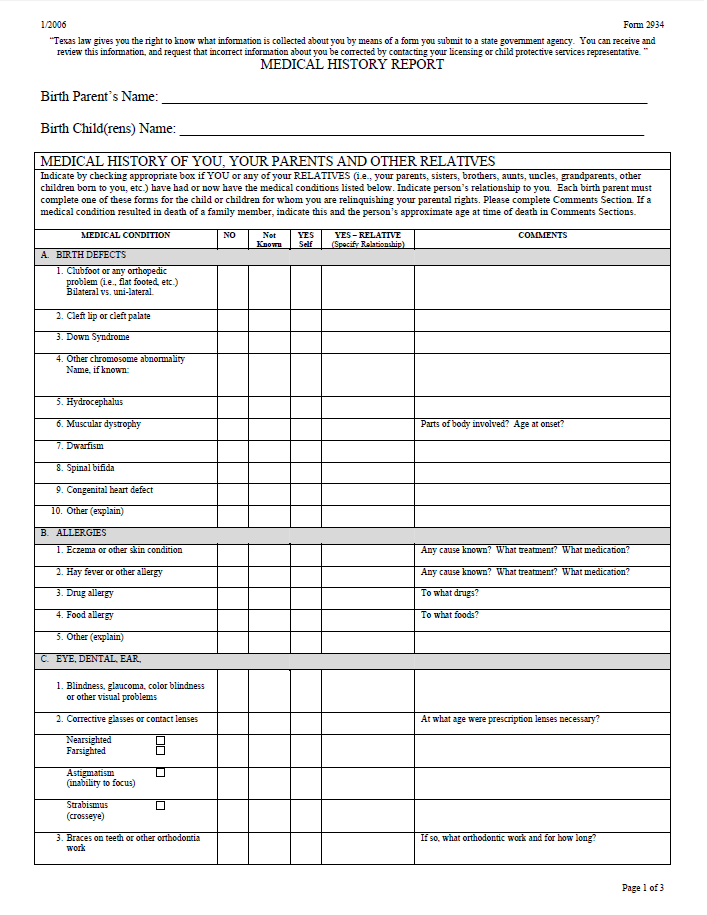 1/2006 Form 2934
“Texas law gives you the right to know what information is collected about you by means of a form you submit to a state government agency. You can receive and
review this information, and request that incorrect information about you be corrected by contacting your licensing or child protective services representative. ”
MEDICAL HISTORY REPORT
Birth Parent’s Name:
Birth Child(rens) Name:
MEDICAL HISTORY OF YOU, YOUR PARENTS AND OTHER RELATIVES
Indicate by checking appropriate box if YOU or any of your RELATIVES (i.e., your parents, sisters, brothers, aunts, uncles, grandparents, other
children born to you, etc.) have had or now have the medical conditions listed below. Indicate person’s relationship to you. Each birth parent must
complete one of these forms for the child or children for whom you are relinquishing your parental rights. Please complete Comments Section. If a
medical condition resulted in death of a family member, indicate this and the person’s approximate age at time of death in Comments Sections.
MEDICAL CONDITION NO Not YES YES – RELATIVE COMMENTS
Known Self (Specify Relationship)
A. BIRTH DEFECTS
1. Clubfoot or any orthopedic
problem (i.e., flat footed, etc.)
Bilateral vs. uni-lateral.
2. Cleft lip or cleft palate
3. Down Syndrome
4. Other chromosome abnormality
Name, if known:
5. Hydrocephalus
6. Muscular dystrophy Parts of body involved? Age at onset?
7. Dwarfism
8. Spinal bifida
9. Congenital heart defect
10. Other (explain)
B. ALLERGIES
1. Eczema or other skin condition Any cause known? What treatment? What medication?
2. Hay fever or other allergy Any cause known? What treatment? What medication?
3. Drug allergy To what drugs?
4. Food allergy To what foods?
5. Other (explain)
C. EYE, DENTAL, EAR,
1. Blindness, glaucoma, color blindness
or other visual problems
2. Corrective glasses or contact lenses At what age were prescription lenses necessary?
Nearsighted
Farsighted
Astigmatism
(inability to focus)
Strabismus
(crosseye)
3. Braces on teeth or other orthodontia If so, what orthodontic work and for how long?
work
Page 1 of 3